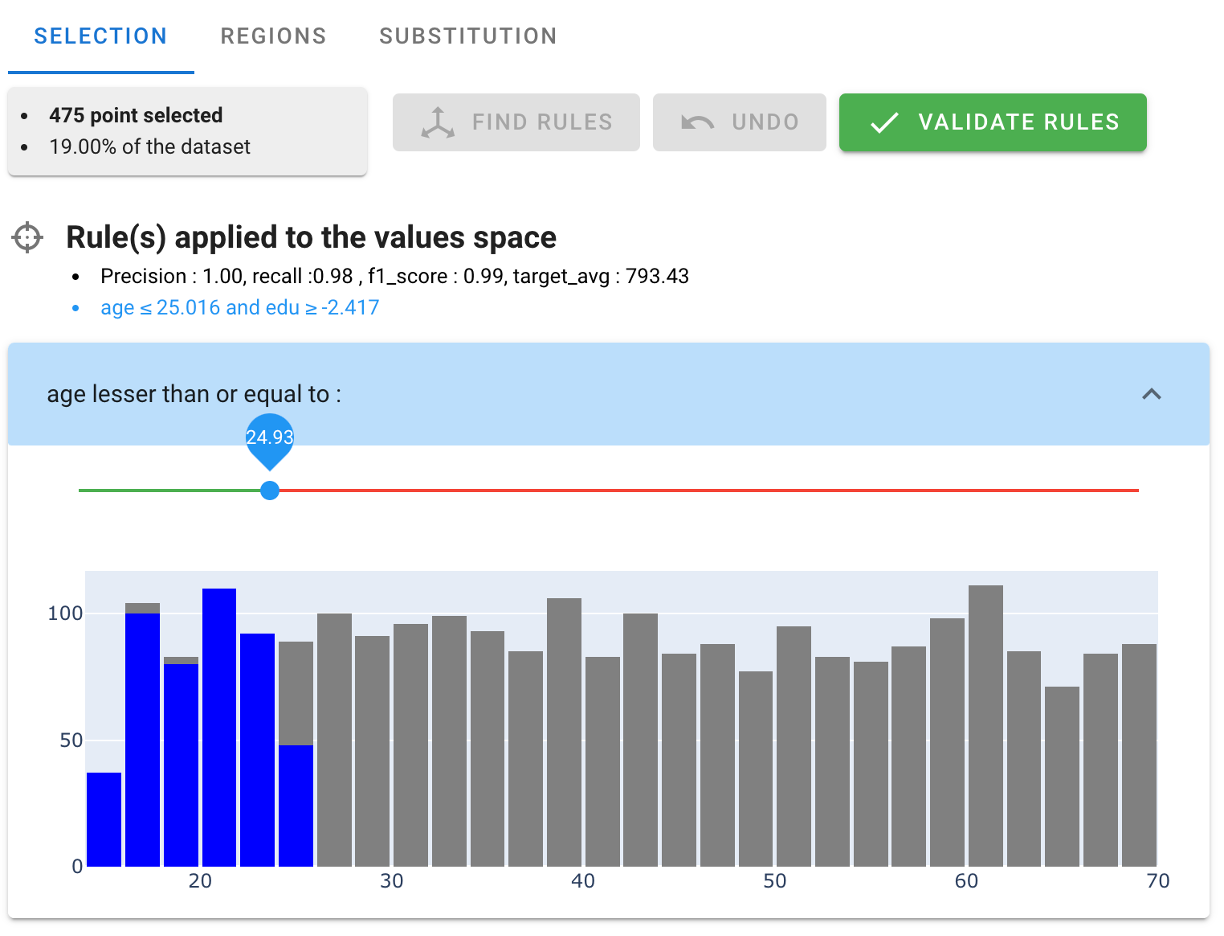 SELECTION REGIONS SUBSTITUTION
• 475 point selected
• 19.00% of the dataset
FIND RULES UNDO VALIDATE RULES
Rule(s) applied to the values space
• Precision : 1.00, recall :0.98 , f1_score : 0.99, target_avg : 793.43
• age ≤ 25.016 and edu ≥ -2.417
age lesser than or equal to :
24.93
100
50
0
20 30 40 50 60 70